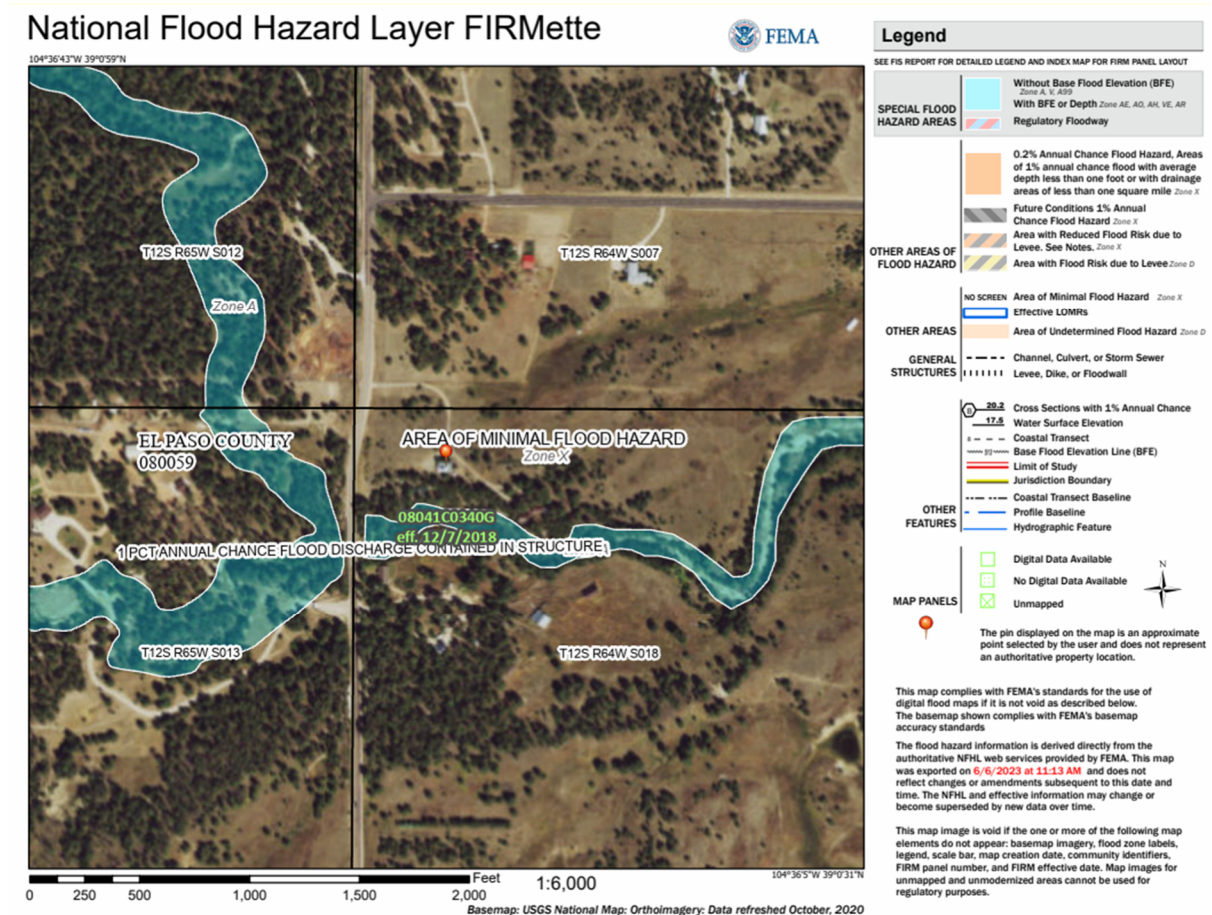 National Flood Hazard Layer FIRMette
FEMA
104°36'43"W 39°0'59"N
T12S R65W S012
T12S R64W S007
Zone A
EL PASO COUNTY
080059
AREA OF MINIMAL FLOOD HAZARD
Zone X
08041C0340G
eff. 12/7/2018
1 PCT ANNUAL CHANCE FLOOD DISCHARGE CONTAINED IN STRUCTURE
T12S R65W S013
T12S R64W S018
104°36'5"W 39°0'31"N
0 250 500 1,000 1,500 2,000 Feet 1:6,000
Basemap: USGS National Map: Orthoimagery: Data refreshed October, 2020
Legend
SEE FIS REPORT FOR DETAILED LEGEND AND INDEX MAP FOR FIRM PANEL LAYOUT
SPECIAL FLOOD
HAZARD AREAS
Without Base Flood Elevation (BFE)
Zone A, V, A99
With BFE or Depth Zone AE, AO, AH, VE, AR
Regulatory Floodway
0.2% Annual Chance Flood Hazard, Areas
of 1% annual chance flood with average
depth less than one foot or with drainage
areas of less than one square mile Zone X
Future Conditions 1% Annual
Chance Flood Hazard Zone X
Area with Reduced Flood Risk due to
Levee. See Notes. Zone X
Area with Flood Risk due to Levee Zone D
OTHER AREAS OF
FLOOD HAZARD
NO SCREEN Area of Minimal Flood Hazard Zone X
Effective LOMRs
OTHER AREAS
Area of Undetermined Flood Hazard Zone D
GENERAL
STRUCTURES
Channel, Culvert, or Storm Sewer
Levee, Dike, or Floodwall
B 20.2 Cross Sections with 1% Annual Chance
17.5 Water Surface Elevation
8 Coastal Transect
513 Base Flood Elevation Line (BFE)
Limit of Study
Jurisdiction Boundary
Coastal Transect Baseline
OTHER
FEATURES
Profile Baseline
Hydrographic Feature
Digital Data Available
No Digital Data Available
MAP PANELS
Unmapped
N
The pin displayed on the map is an approximate
point selected by the user and does not represent
an authoritative property location.
This map complies with FEMA's standards for the use of
digital flood maps if it is not void as described below.
The basemap shown complies with FEMA's basemap
accuracy standards
The flood hazard information is derived directly from the
authoritative NFHL web services provided by FEMA. This map
was exported on 6/6/2023 at 11:13 AM and does not
reflect changes or amendments subsequent to this date and
time. The NFHL and effective information may change or
become superseded by new data over time.
This map image is void if the one or more of the following map
elements do not appear: basemap imagery, flood zone labels,
legend, scale bar, map creation date, community identifiers,
FIRM panel number, and FIRM effective date. Map images for
unmapped and unmodernized areas cannot be used for
regulatory purposes.